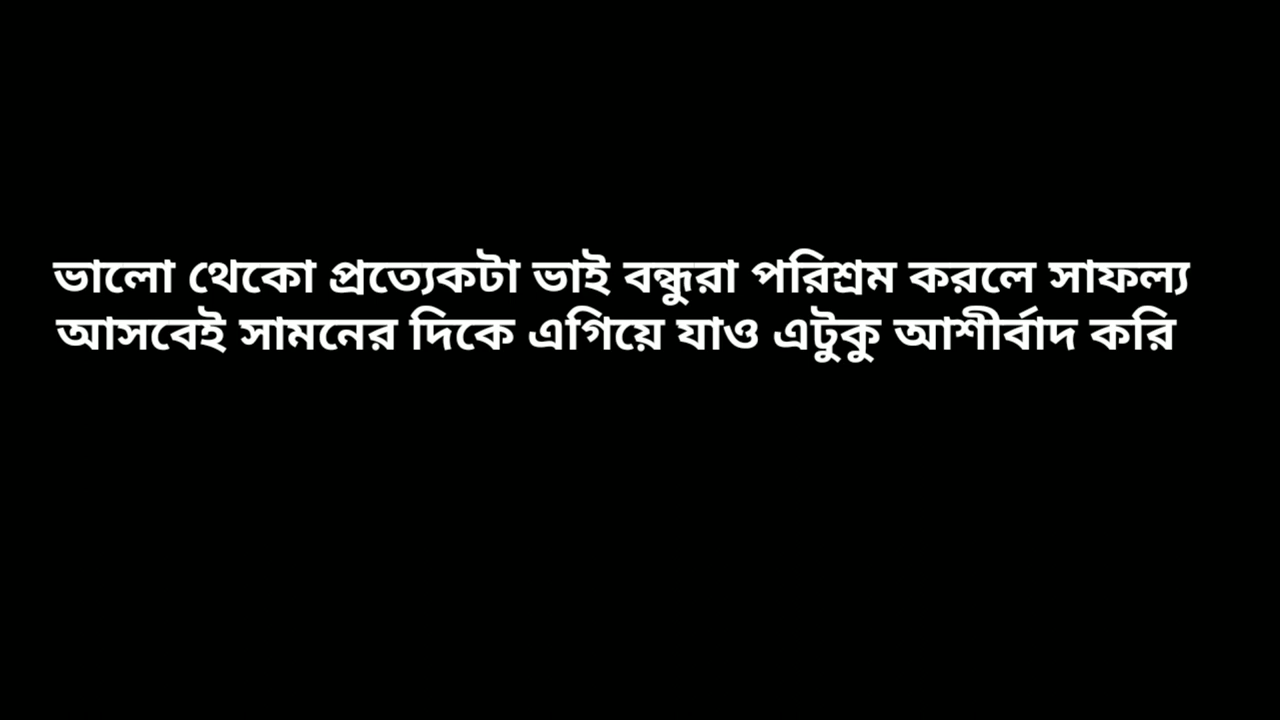 ভালো থেকো প্রত্যেকটা ভাই বন্ধুরা পরিশ্রম করলে সাফল্য
আসবেই সামনের দিকে এগিয়ে যাও এটুকু আশীর্বাদ করি